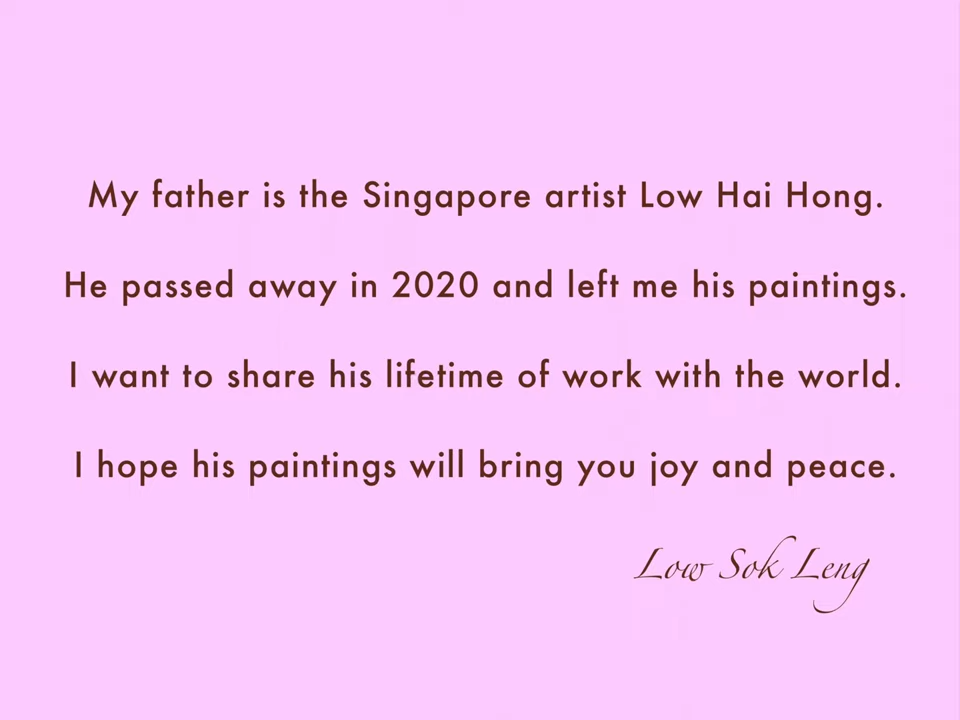 My father is the Singapore artist Low Hai Hong.
He passed away in 2020 and left me his paintings.
I want to share his lifetime of work with the world.
I hope his paintings will bring you joy and peace.
Low Sok Leng